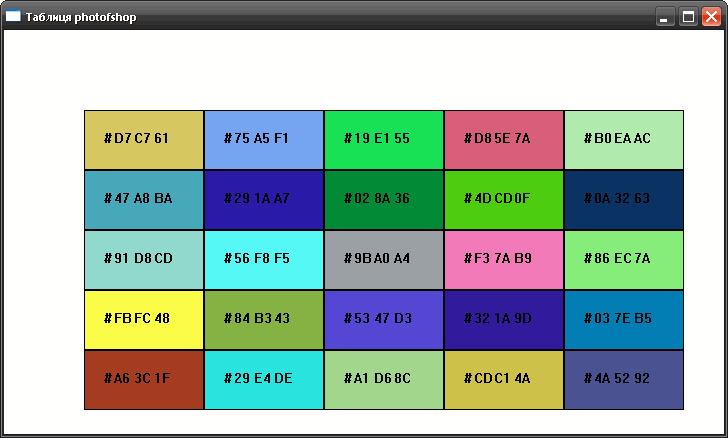 Таблиця photofshop
#D7 C7 61 #75 A5 F1 #19 E1 55 #D8 5E 7A #B0 EA AC
#47 A8 BA #29 1A A7 #02 8A 36 #4D CD 0F #0A 32 63
#91 D8 CD #56 F8 F5 #9B A0 A4 #F3 7A B9 #86 EC 7A
#FB FC 48 #84 B3 43 #53 47 D3 #32 1A 9D #03 7E B5
#A6 3C 1F #29 E4 DE #A1 D6 8C #CD C1 4A #4A 52 92